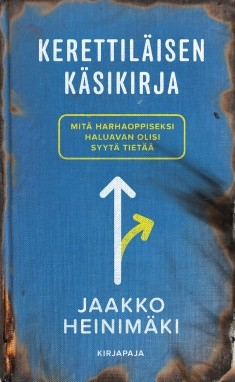 KERETTILÄISEN
KÄSIKIRJA
MITÄ HARHAOPPISEKSI
HALUAVAN OLISI
SYYTÄ TIETÄÄ
JAAKKO
HEINIMÄKI
KIRJAPAJA